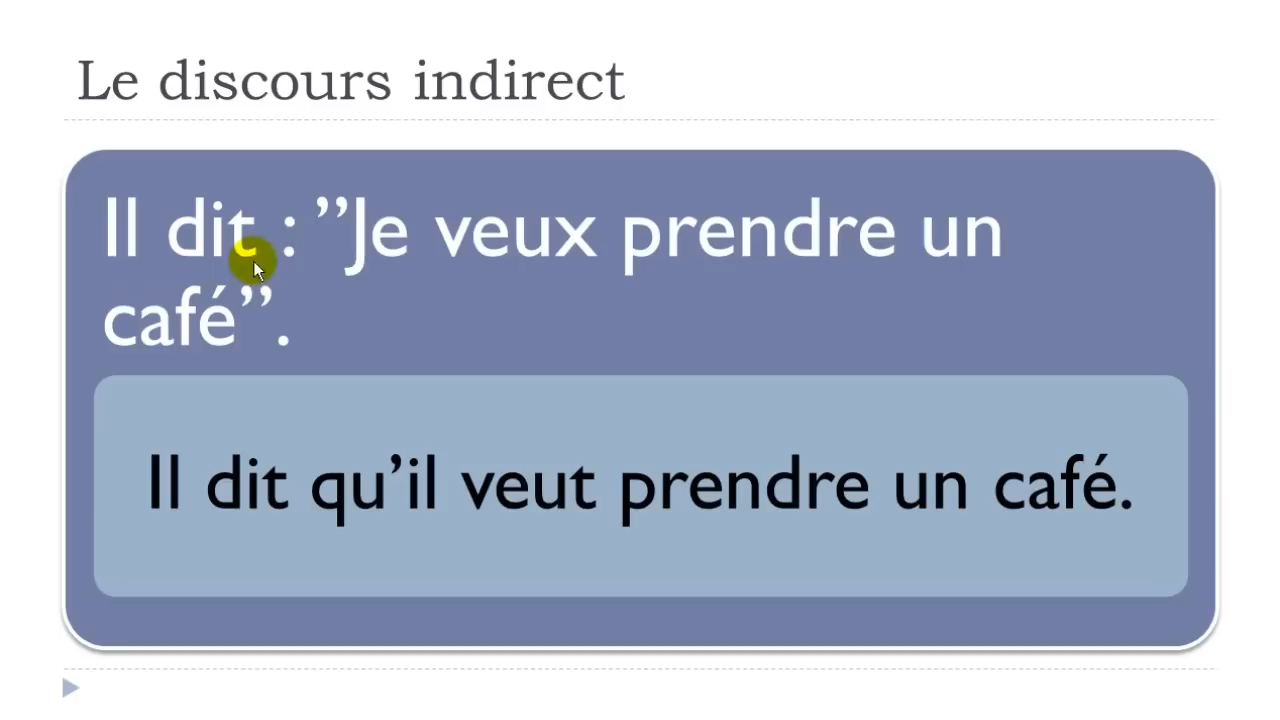 Le discours indirect
Il dit : ”Je veux prendre un
café”.
Il dit qu’il veut prendre un café.